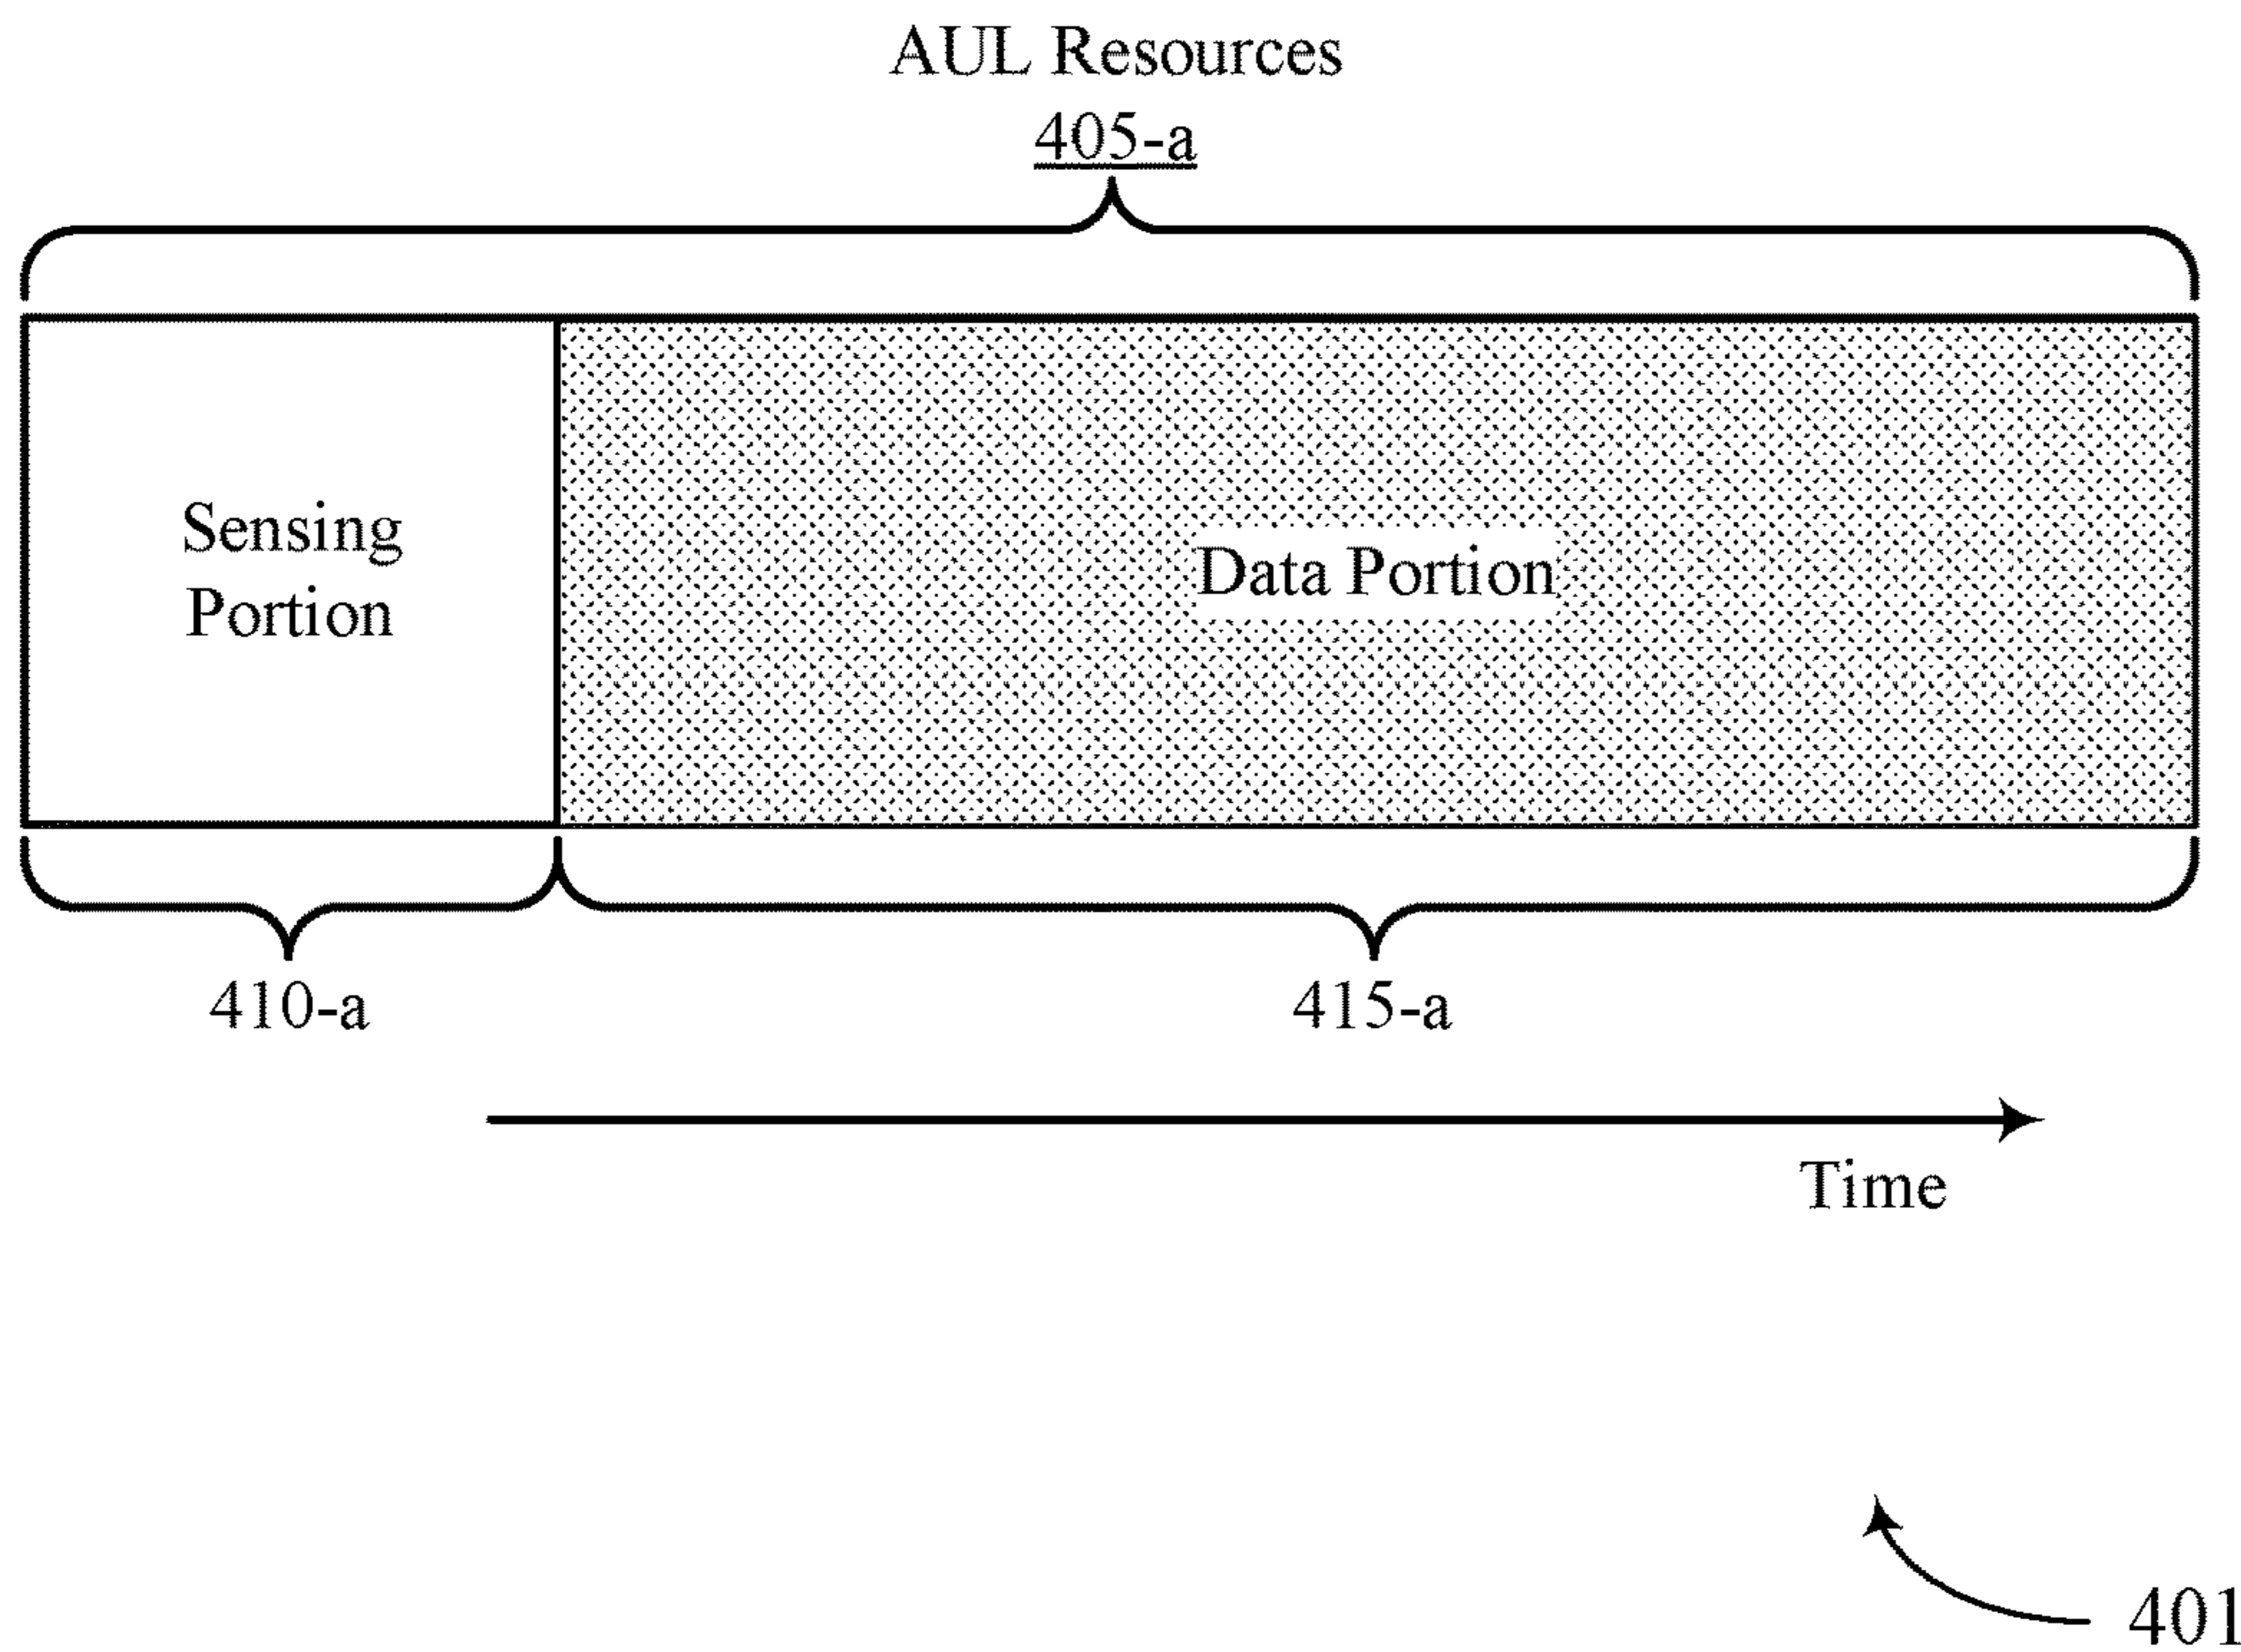 AUL Resources
405-a
Sensing
Portion
Data Portion
410-a
415-a
Time
401